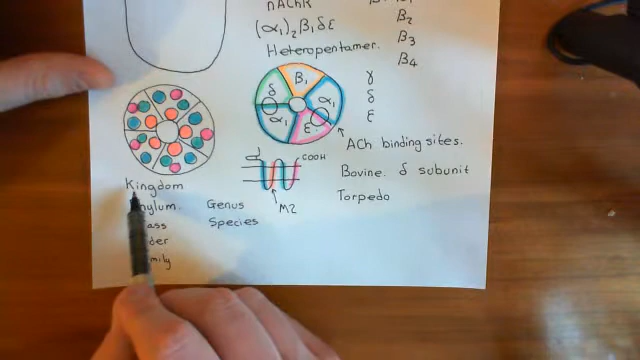 nAChR
(α₁)₂β₁δε
Heteropentamer.
β₂
β₃
β₄
γ
δ
ε
β₁
δ
α₁
α₁
ε
ACh binding sites.
COOH
M2
Bovine. δ subunit
Torpedo
Kingdom
Genus
Species